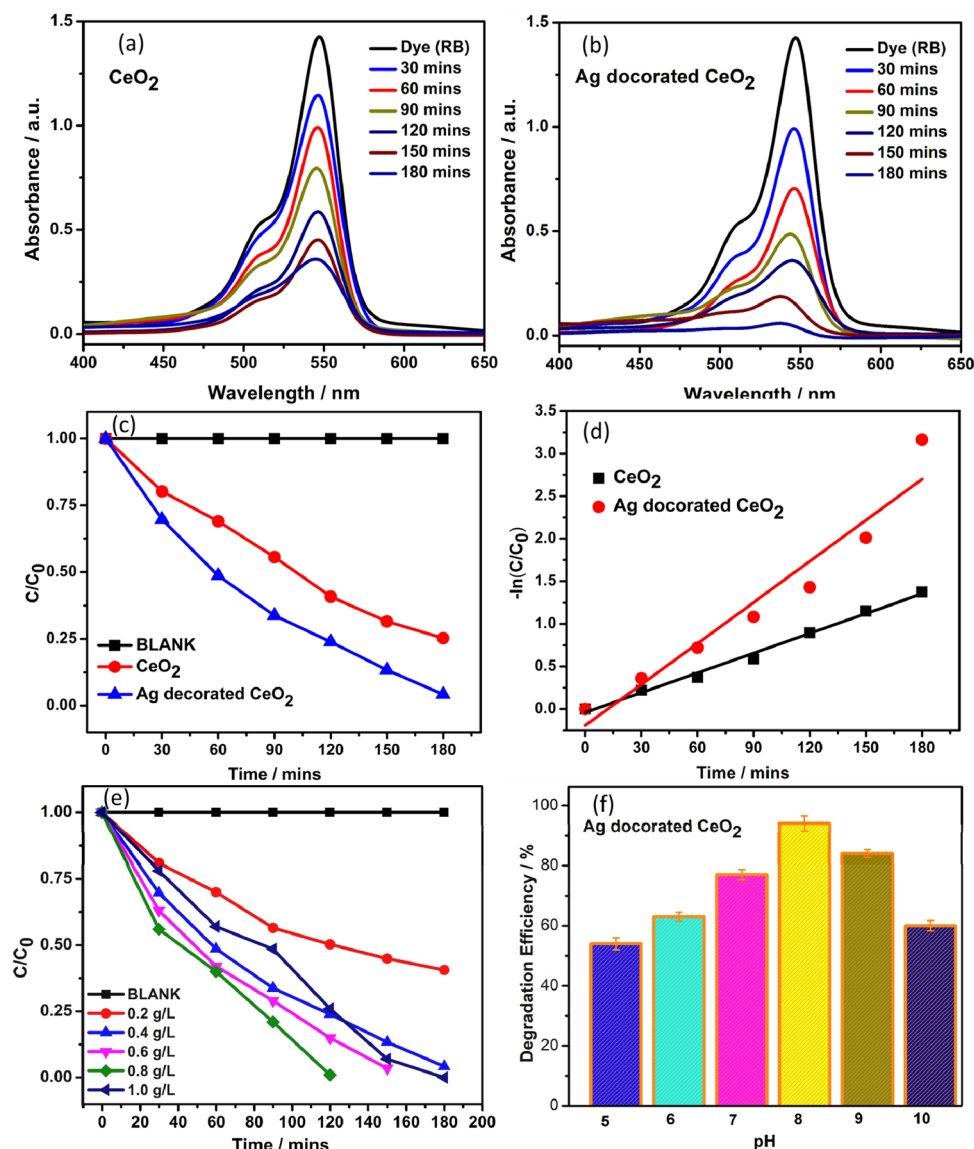 (a)
CeO2
Dye (RB)
30 mins
60 mins
90 mins
120 mins
150 mins
180 mins
Absorbance / a.u.
1.5
1.0
0.5
0.0
400 450 500 550 600 650
Wavelength / nm
(b)
Ag docorated CeO2
Dye (RB)
30 mins
60 mins
90 mins
120 mins
150 mins
180 mins
Absorbance / a.u.
1.5
1.0
0.5
0.0
400 450 500 550 600 650
Wavelength / nm
(c)
C/C0
1.00
0.75
0.50
0.25
0.00
BLANK
CeO2
Ag decorated CeO2
0 30 60 90 120 150 180
Time / mins
(d)
CeO2
Ag docorated CeO2
-ln(C/C0)
3.5
3.0
2.5
2.0
1.5
1.0
0.5
0.0
0 30 60 90 120 150 180
Time / mins
(e)
C/C0
1.00
0.75
0.50
0.25
0.00
BLANK
0.2 g/L
0.4 g/L
0.6 g/L
0.8 g/L
1.0 g/L
0 20 40 60 80 100 120 140 160 180 200
Time / mins
(f)
Ag docorated CeO2
Degradation Efficiency / %
100
80
60
40
20
0
5 6 7 8 9 10
pH